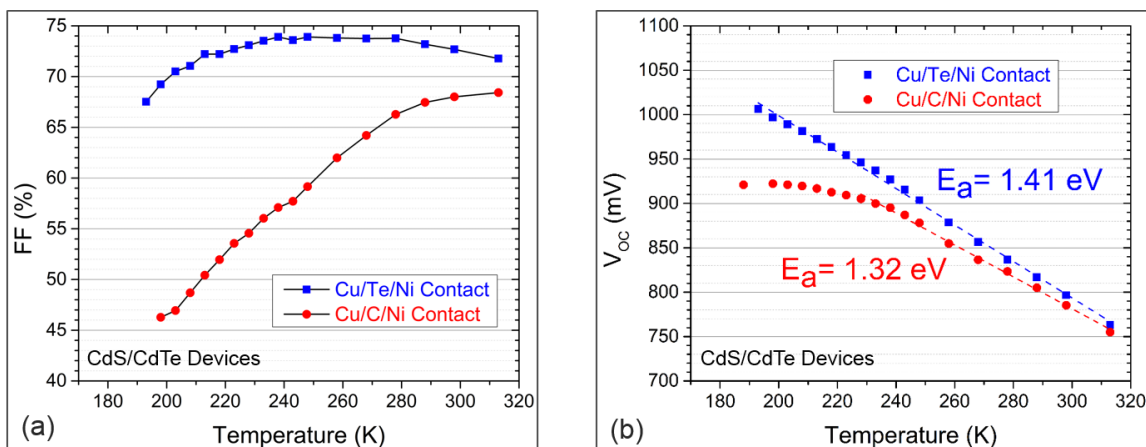 75
70
65
60
55
50
45
40
FF (%)
Cu/Te/Ni Contact
Cu/C/Ni Contact
CdS/CdTe Devices
180 200 220 240 260 280 300 320
(a)
Temperature (K)
1100
1050
1000
950
900
850
800
750
700
V_OC (mV)
Cu/Te/Ni Contact
Cu/C/Ni Contact
E_a= 1.41 eV
E_a= 1.32 eV
CdS/CdTe Devices
180 200 220 240 260 280 300 320
(b)
Temperature (K)